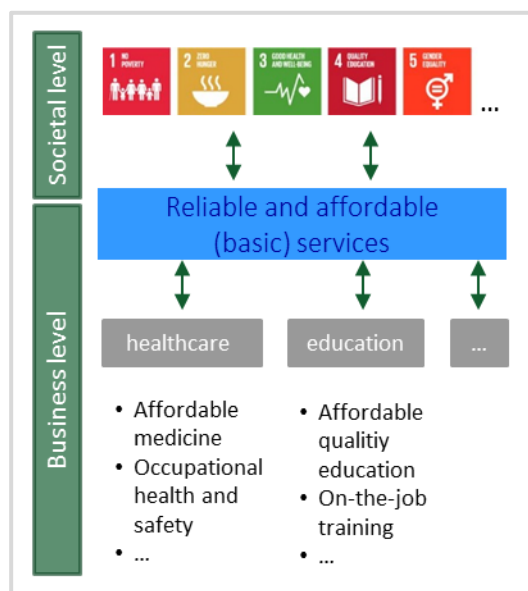 Societal level
1 NO POVERTY
2 ZERO HUNGER
3 GOOD HEALTH AND WELL-BEING
4 QUALITY EDUCATION
5 GENDER EQUALITY
...
Reliable and affordable
(basic) services
Business level
healthcare
education
...
• Affordable
medicine
• Occupational
health and
safety
• ...
• Affordable
qualitiy
education
• On-the-job
training
• ...